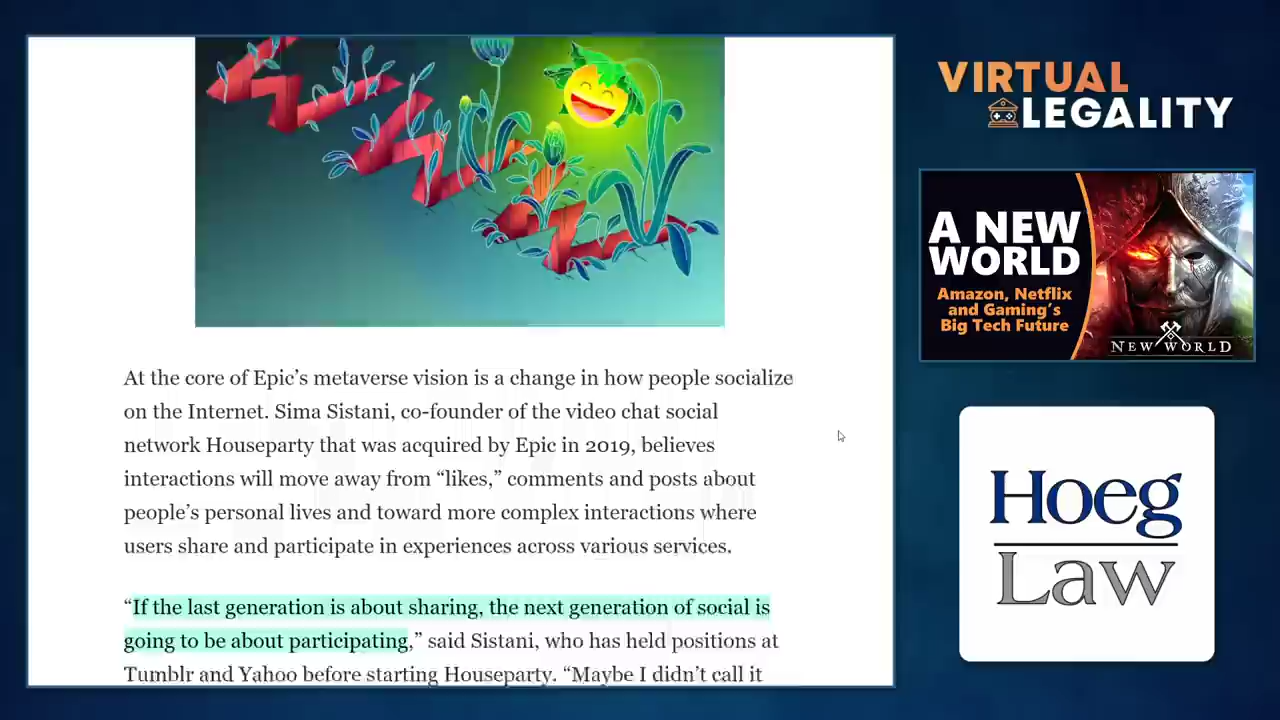 At the core of Epic’s metaverse vision is a change in how people socialize
on the Internet. Sima Sistani, co-founder of the video chat social
network Houseparty that was acquired by Epic in 2019, believes
interactions will move away from “likes,” comments and posts about
people’s personal lives and toward more complex interactions where
users share and participate in experiences across various services.
“If the last generation is about sharing, the next generation of social is
going to be about participating,” said Sistani, who has held positions at
Tumblr and Yahoo before starting Houseparty. “Maybe I didn’t call it
VIRTUAL
LEGALITY
A NEW
WORLD
Amazon, Netflix
and Gaming’s
Big Tech Future
NEW WORLD
Hoeg
Law